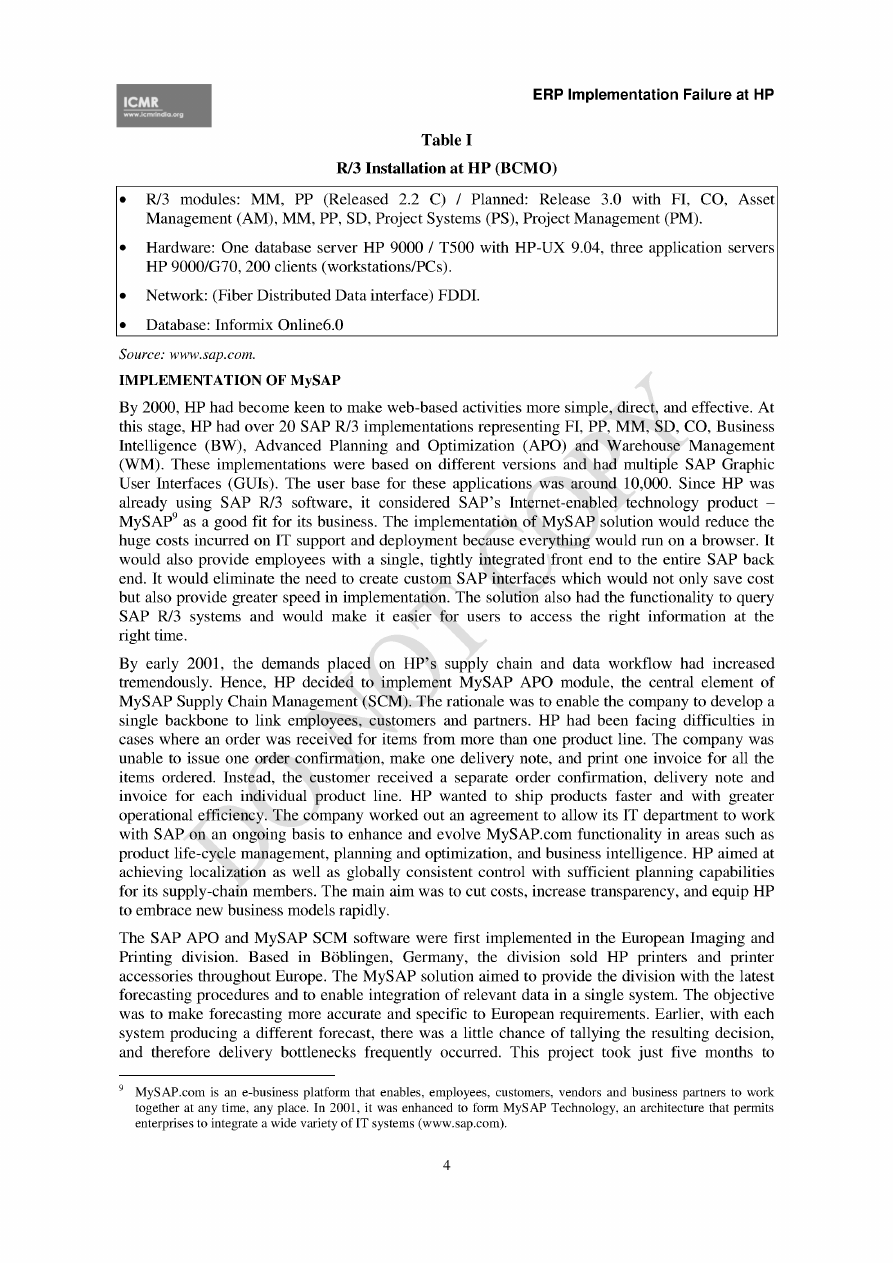 ICMR
www.icmrindia.org
ERP Implementation Failure at HP
Table I
R/3 Installation at HP (BCMO)
• R/3 modules: MM, PP (Released 2.2 C) / Planned: Release 3.0 with FI, CO, Asset
Management (AM), MM, PP, SD, Project Systems (PS), Project Management (PM).
• Hardware: One database server HP 9000 / T500 with HP-UX 9.04, three application servers
HP 9000/G70, 200 clients (workstations/PCs).
• Network: (Fiber Distributed Data interface) FDDI.
• Database: Informix Online6.0
Source: www.sap.com.
IMPLEMENTATION OF MySAP
By 2000, HP had become keen to make web-based activities more simple, direct, and effective. At
this stage, HP had over 20 SAP R/3 implementations representing FI, PP, MM, SD, CO, Business
Intelligence (BW), Advanced Planning and Optimization (APO) and Warehouse Management
(WM). These implementations were based on different versions and had multiple SAP Graphic
User Interfaces (GUIs). The user base for these applications was around 10,000. Since HP was
already using SAP R/3 software, it considered SAP's Internet-enabled technology product –
MySAP⁹ as a good fit for its business. The implementation of MySAP solution would reduce the
huge costs incurred on IT support and deployment because everything would run on a browser. It
would also provide employees with a single, tightly integrated front end to the entire SAP back
end. It would eliminate the need to create custom SAP interfaces which would not only save cost
but also provide greater speed in implementation. The solution also had the functionality to query
SAP R/3 systems and would make it easier for users to access the right information at the
right time.
By early 2001, the demands placed on HP's supply chain and data workflow had increased
tremendously. Hence, HP decided to implement MySAP APO module, the central element of
MySAP Supply Chain Management (SCM). The rationale was to enable the company to develop a
single backbone to link employees, customers and partners. HP had been facing difficulties in
cases where an order was received for items from more than one product line. The company was
unable to issue one order confirmation, make one delivery note, and print one invoice for all the
items ordered. Instead, the customer received a separate order confirmation, delivery note and
invoice for each individual product line. HP wanted to ship products faster and with greater
operational efficiency. The company worked out an agreement to allow its IT department to work
with SAP on an ongoing basis to enhance and evolve MySAP.com functionality in areas such as
product life-cycle management, planning and optimization, and business intelligence. HP aimed at
achieving localization as well as globally consistent control with sufficient planning capabilities
for its supply-chain members. The main aim was to cut costs, increase transparency, and equip HP
to embrace new business models rapidly.
The SAP APO and MySAP SCM software were first implemented in the European Imaging and
Printing division. Based in Böblingen, Germany, the division sold HP printers and printer
accessories throughout Europe. The MySAP solution aimed to provide the division with the latest
forecasting procedures and to enable integration of relevant data in a single system. The objective
was to make forecasting more accurate and specific to European requirements. Earlier, with each
system producing a different forecast, there was a little chance of tallying the resulting decision,
and therefore delivery bottlenecks frequently occurred. This project took just five months to
⁹ MySAP.com is an e-business platform that enables, employees, customers, vendors and business partners to work
together at any time, any place. In 2001, it was enhanced to form MySAP Technology, an architecture that permits
enterprises to integrate a wide variety of IT systems (www.sap.com).
4
DO NOT COPY